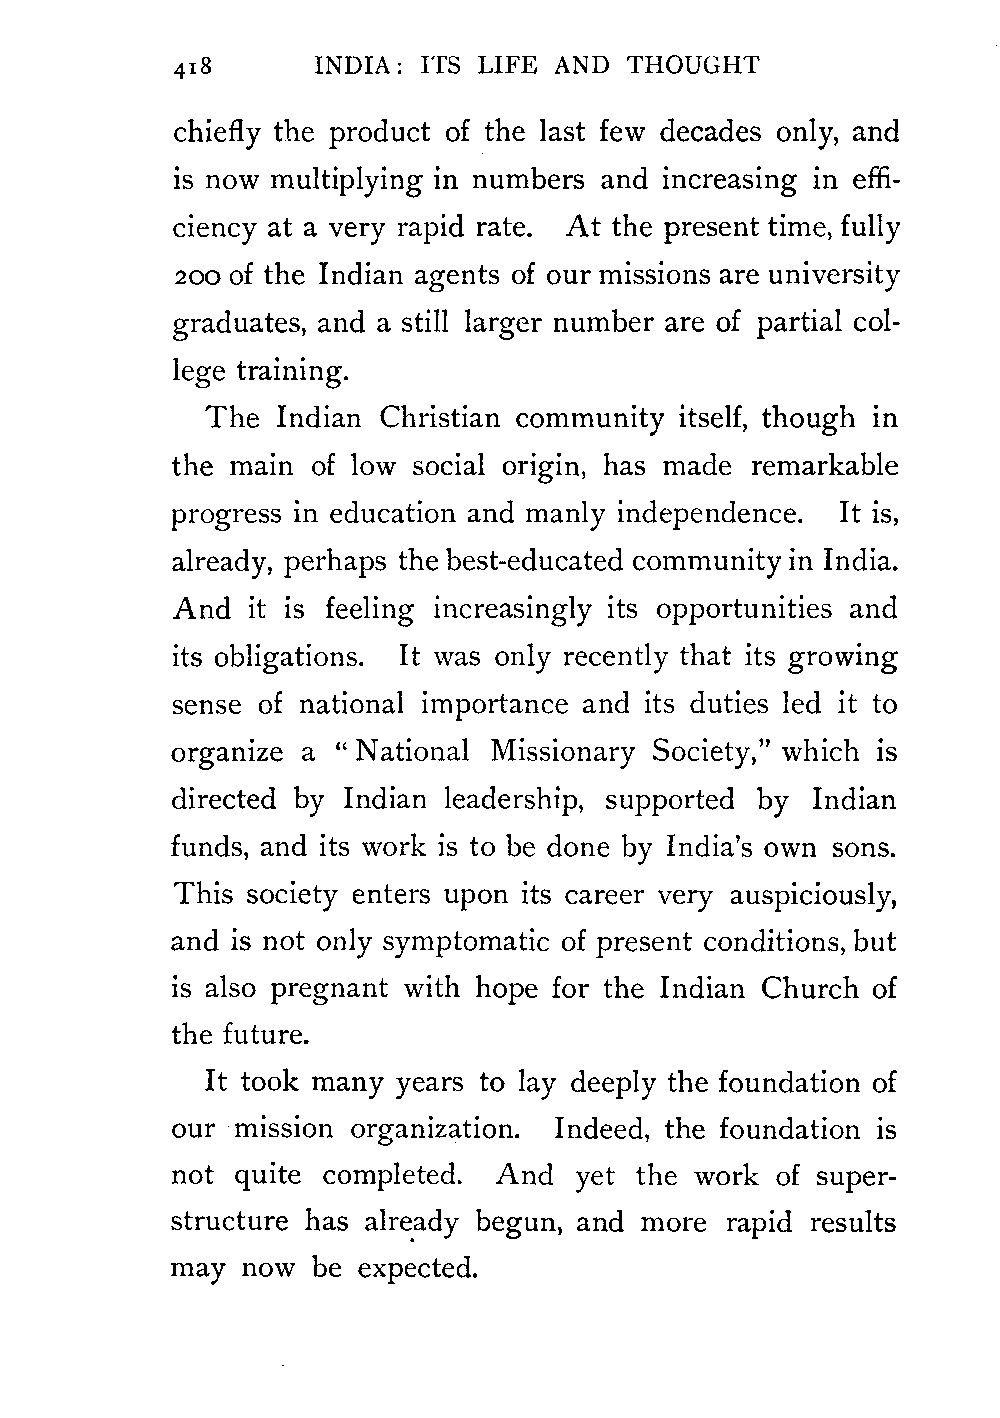 418 INDIA: ITS LIFE AND THOUGHT
chiefly the product of the last few decades only, and
is now multiplying in numbers and increasing in effi-
ciency at a very rapid rate. At the present time, fully
200 of the Indian agents of our missions are university
graduates, and a still larger number are of partial col-
lege training.
The Indian Christian community itself, though in
the main of low social origin, has made remarkable
progress in education and manly independence. It is,
already, perhaps the best-educated community in India.
And it is feeling increasingly its opportunities and
its obligations. It was only recently that its growing
sense of national importance and its duties led it to
organize a "National Missionary Society," which is
directed by Indian leadership, supported by Indian
funds, and its work is to be done by India's own sons.
This society enters upon its career very auspiciously,
and is not only symptomatic of present conditions, but
is also pregnant with hope for the Indian Church of
the future.
It took many years to lay deeply the foundation of
our mission organization. Indeed, the foundation is
not quite completed. And yet the work of super-
structure has already begun, and more rapid results
may now be expected.